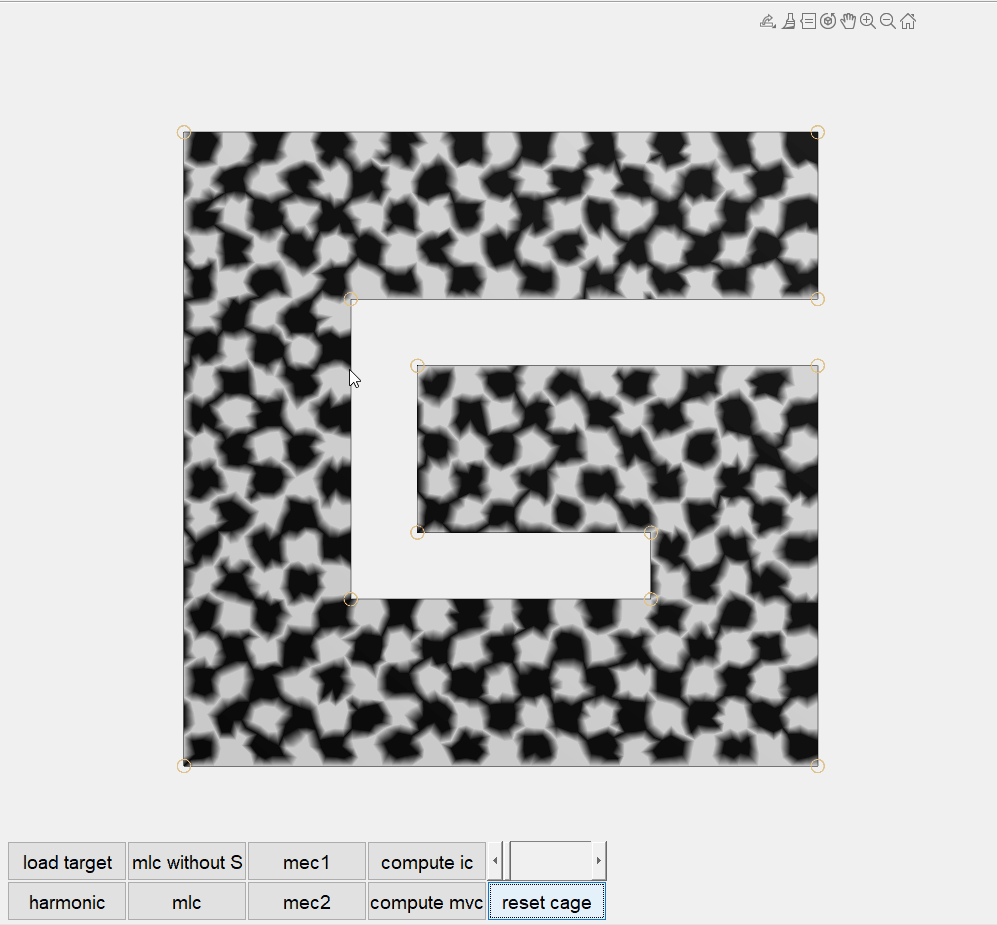 load target mlc without S mec1 compute ic
harmonic mlc mec2 compute mvc reset cage